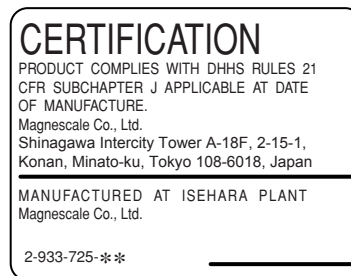 CERTIFICATION
PRODUCT COMPLIES WITH DHHS RULES 21
CFR SUBCHAPTER J APPLICABLE AT DATE
OF MANUFACTURE.
Magnescale Co., Ltd.
Shinagawa Intercity Tower A-18F, 2-15-1,
Konan, Minato-ku, Tokyo 108-6018, Japan
MANUFACTURED AT ISEHARA PLANT
Magnescale Co., Ltd.
2-933-725-**